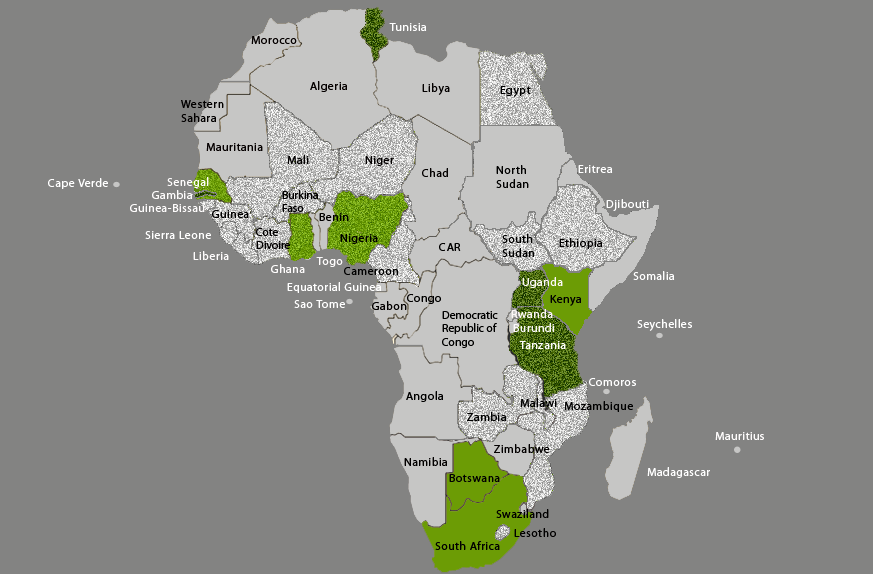 Tunisia
Morocco
Algeria
Libya
Egypt
Western
Sahara
Mauritania
Mali
Niger
Chad
North
Sudan
Eritrea
Cape Verde
Senegal
Gambia
Guinea-Bissau
Guinea
Burkina
Faso
Benin
Nigeria
Djibouti
Sierra Leone
Cote
Divoire
Liberia
Ghana
Togo
Cameroon
CAR
South
Sudan
Ethiopia
Somalia
Equatorial Guinea
Sao Tome
Gabon
Congo
Democratic
Republic of
Congo
Uganda
Kenya
Rwanda
Burundi
Tanzania
Seychelles
Comoros
Angola
Zambia
Malawi
Mozambique
Mauritius
Namibia
Zimbabwe
Botswana
Madagascar
Swaziland
Lesotho
South Africa